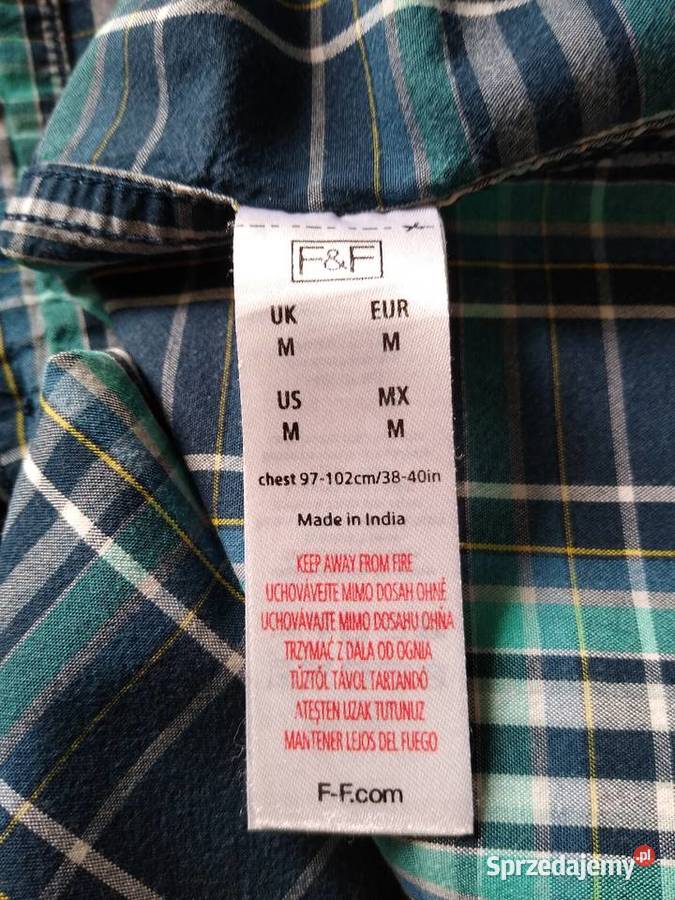 F&F
UK EUR
M M
US MX
M M
chest 97-102cm/38-40in
Made in India
KEEP AWAY FROM FIRE
UCHOVÁVEJTE MIMO DOSAH OHNĚ
UCHOVÁVAJTE MIMO DOSAHU OHŇA
TRZYMAĆ Z DALA OD OGNIA
TŰZTŐL TÁVOL TARTANDÓ
ATEŞTEN UZAK TUTUNUZ
MANTENER LEJOS DEL FUEGO
F-F.com
Sprzedajemy.pl